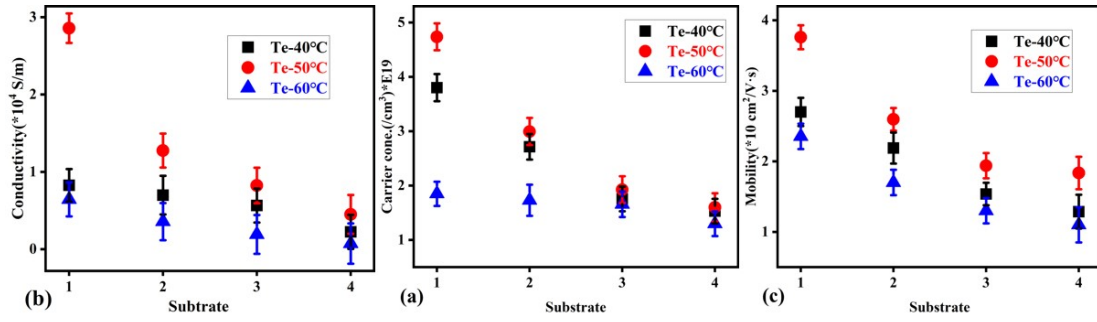 Conductivity(*10⁴ S/m)
3
2
1
0
Te-40°C
Te-50°C
Te-60°C
1 2 3 4
Subtrate
(b)
Carrier conc.(/cm³)*E19
5
4
3
2
1
Te-40°C
Te-50°C
Te-60°C
1 2 3 4
Substrate
(a)
Mobility(*10 cm²/V·s)
4
3
2
1
Te-40°C
Te-50°C
Te-60°C
1 2 3 4
Substrate
(c)